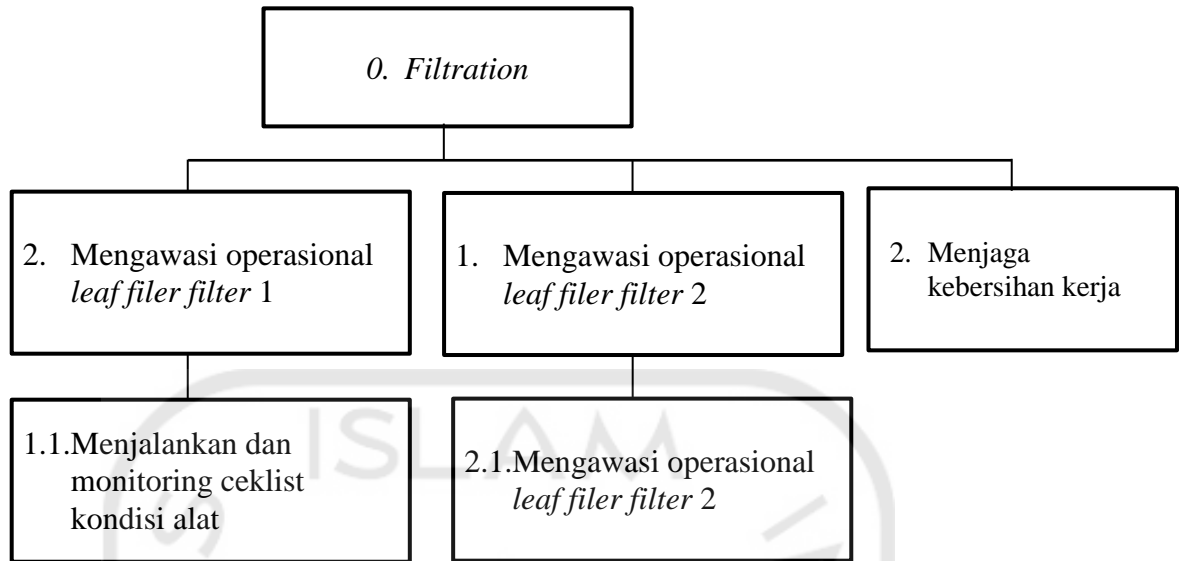 0. Filtration
2. Mengawasi operasional
leaf filer filter 1
1. Mengawasi operasional
leaf filer filter 2
2. Menjaga
kebersihan kerja
1.1.Menjalankan dan
monitoring ceklist
kondisi alat
2.1.Mengawasi operasional
leaf filer filter 2
ISLAM